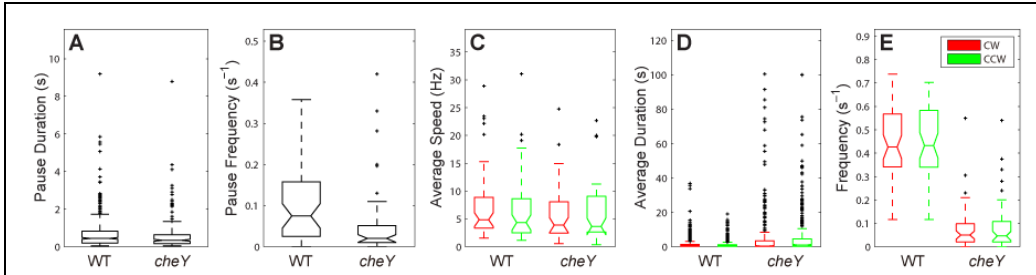 A
Pause Duration (s)
10
8
6
4
2
0
WT
cheY
B
Pause Frequency (s⁻¹)
0.5
0.4
0.3
0.2
0.1
0
WT
cheY
C
Average Speed (Hz)
35
30
25
20
15
10
5
0
WT
cheY
D
Average Duration (s)
120
100
80
60
40
20
0
WT
cheY
E
Frequency (s⁻¹)
0.9
0.8
0.7
0.6
0.5
0.4
0.3
0.2
0.1
0
CW
CCW
WT
cheY